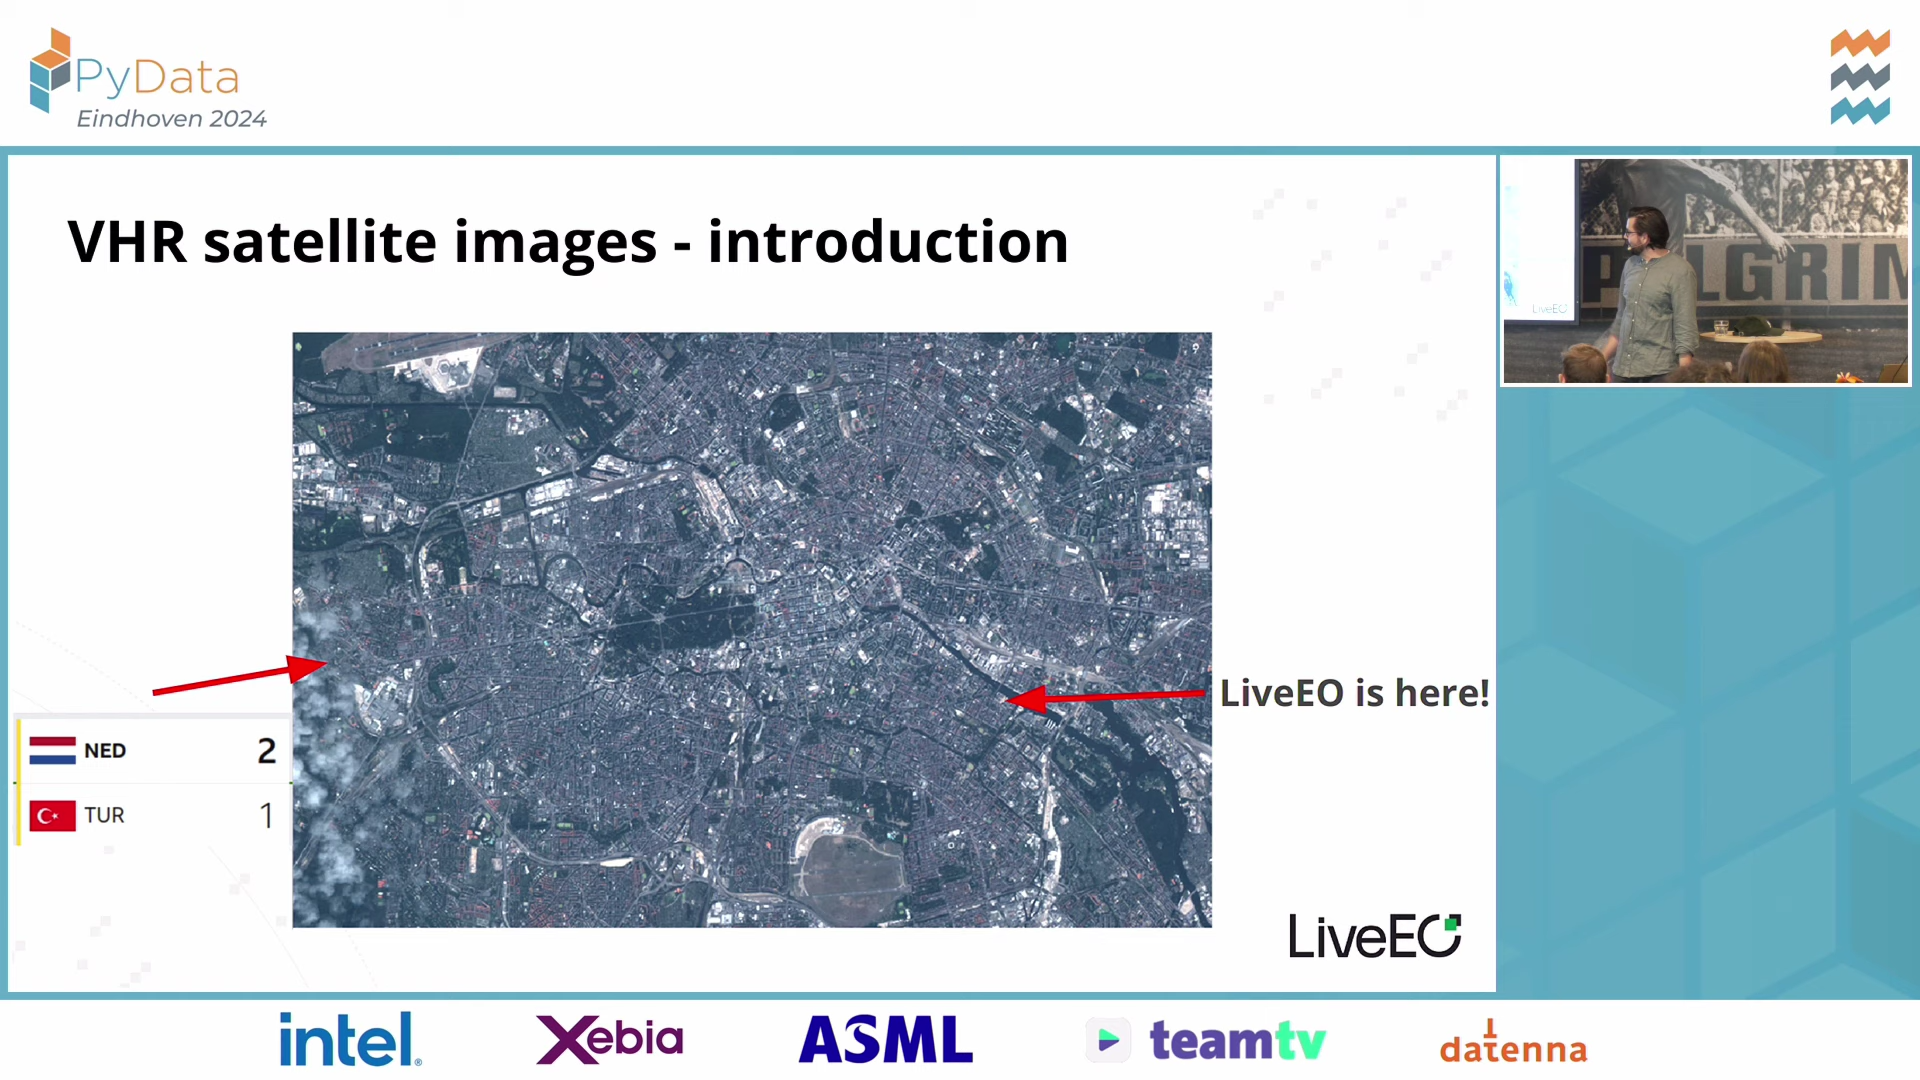 PyData
Eindhoven 2024
VHR satellite images - introduction
LiveEO
NED 2
TUR 1
LiveEO is here!
LiveEO
intel
Xebia
ASML
teamtv
datenna